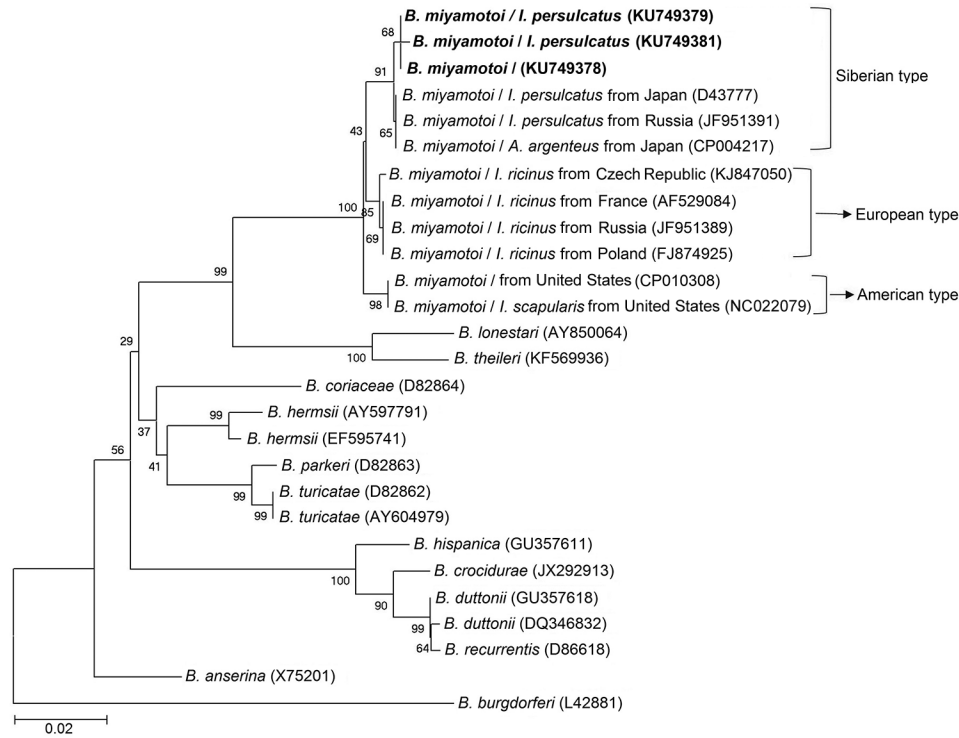 B. miyamotoi / I. persulcatus (KU749379)
68
B. miyamotoi / I. persulcatus (KU749381)
B. miyamotoi / (KU749378)
91
Siberian type
B. miyamotoi / I. persulcatus from Japan (D43777)
B. miyamotoi / I. persulcatus from Russia (JF951391)
65
43
B. miyamotoi / A. argenteus from Japan (CP004217)
B. miyamotoi / I. ricinus from Czech Republic (KJ847050)
B. miyamotoi / I. ricinus from France (AF529084)
100
85
European type
B. miyamotoi / I. ricinus from Russia (JF951389)
69
B. miyamotoi / I. ricinus from Poland (FJ874925)
99
B. miyamotoi / from United States (CP010308)
American type
98
B. miyamotoi / I. scapularis from United States (NC022079)
B. lonestari (AY850064)
29
100
B. theileri (KF569936)
B. coriaceae (D82864)
B. hermsii (AY597791)
99
37
B. hermsii (EF595741)
56
41
B. parkeri (D82863)
99
B. turicatae (D82862)
99
B. turicatae (AY604979)
B. hispanica (GU357611)
100
B. crocidurae (JX292913)
90
B. duttonii (GU357618)
99
B. duttonii (DQ346832)
64
B. recurrentis (D86618)
B. anserina (X75201)
B. burgdorferi (L42881)
0.02